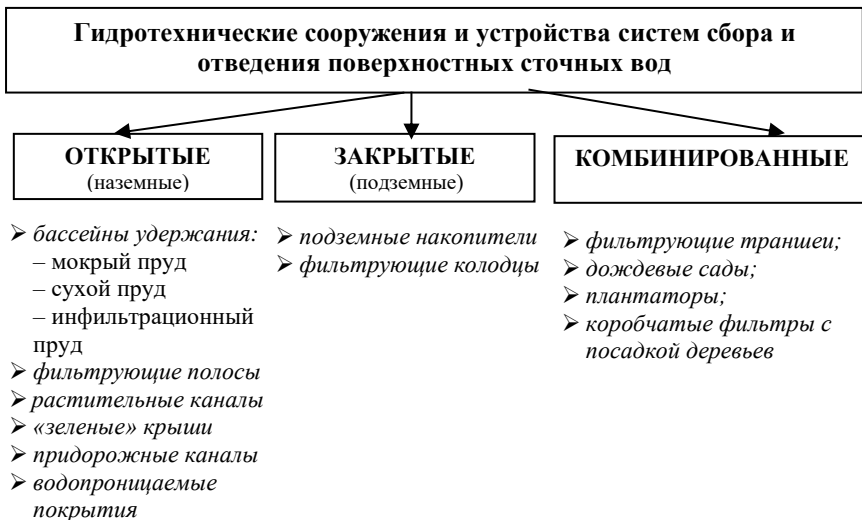 Гидротехнические сооружения и устройства систем сбора и
отведения поверхностных сточных вод
ОТКРЫТЫЕ
(наземные)
ЗАКРЫТЫЕ
(подземные)
КОМБИНИРОВАННЫЕ
➢ бассейны удержания:
– мокрый пруд
– сухой пруд
– инфильтрационный
пруд
➢ фильтрующие полосы
➢ растительные каналы
➢ «зеленые» крыши
➢ придорожные каналы
➢ водопроницаемые
покрытия
➢ подземные накопители
➢ фильтрующие колодцы
➢ фильтрующие траншеи;
➢ дождевые сады;
➢ плантаторы;
➢ коробчатые фильтры с
посадкой деревьев